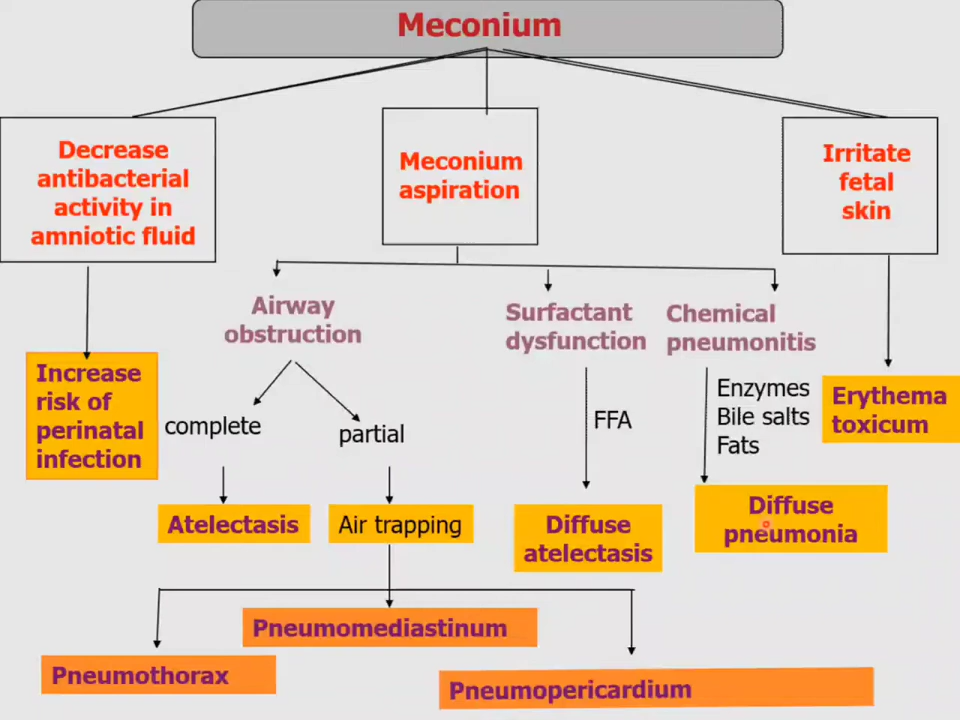 Meconium
Decrease
antibacterial
activity in
amniotic fluid
Meconium
aspiration
Irritate
fetal
skin
Airway
obstruction
Surfactant
dysfunction
Chemical
pneumonitis
Increase
risk of
perinatal
infection
complete
partial
FFA
Enzymes
Bile salts
Fats
Erythema
toxicum
Atelectasis
Air trapping
Diffuse
atelectasis
Diffuse
pneumonia
Pneumomediastinum
Pneumothorax
Pneumopericardium